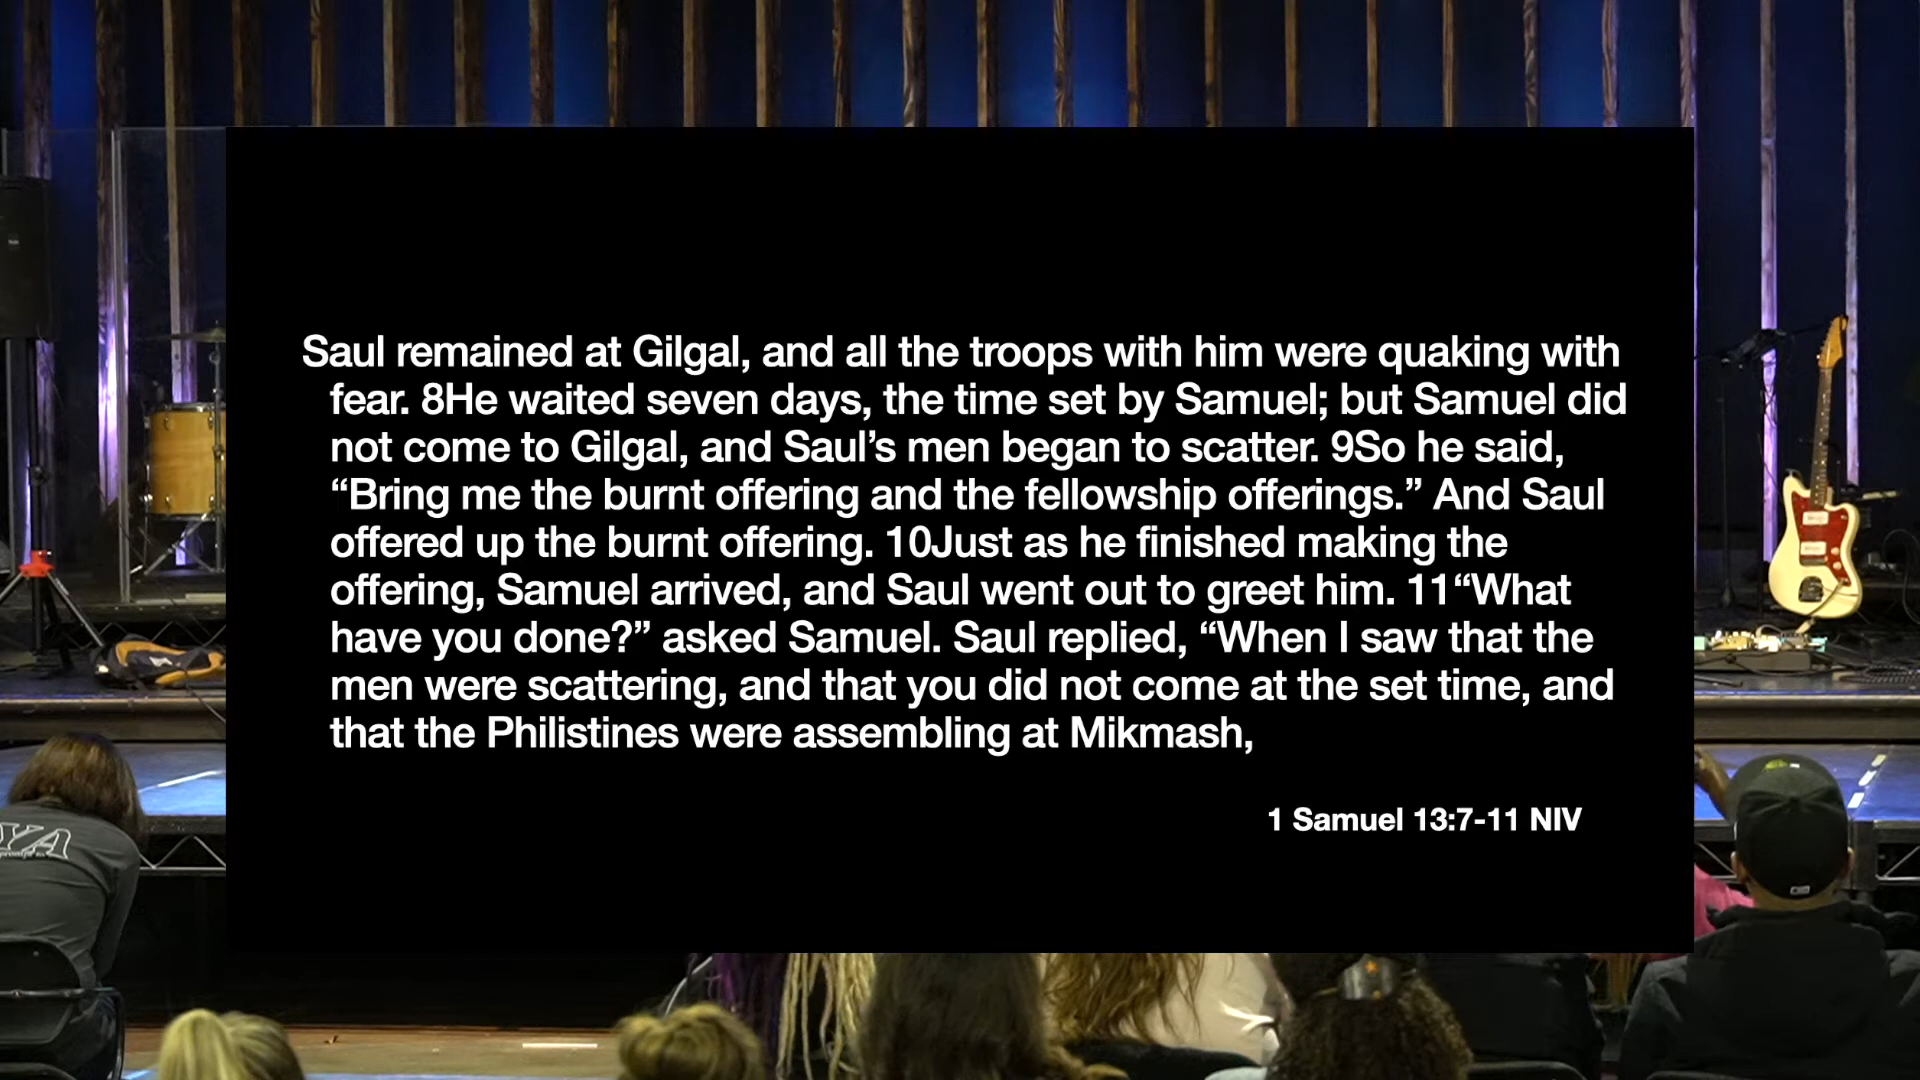 Saul remained at Gilgal, and all the troops with him were quaking with
fear. 8He waited seven days, the time set by Samuel; but Samuel did
not come to Gilgal, and Saul’s men began to scatter. 9So he said,
“Bring me the burnt offering and the fellowship offerings.” And Saul
offered up the burnt offering. 10Just as he finished making the
offering, Samuel arrived, and Saul went out to greet him. 11“What
have you done?” asked Samuel. Saul replied, “When I saw that the
men were scattering, and that you did not come at the set time, and
that the Philistines were assembling at Mikmash,
1 Samuel 13:7-11 NIV